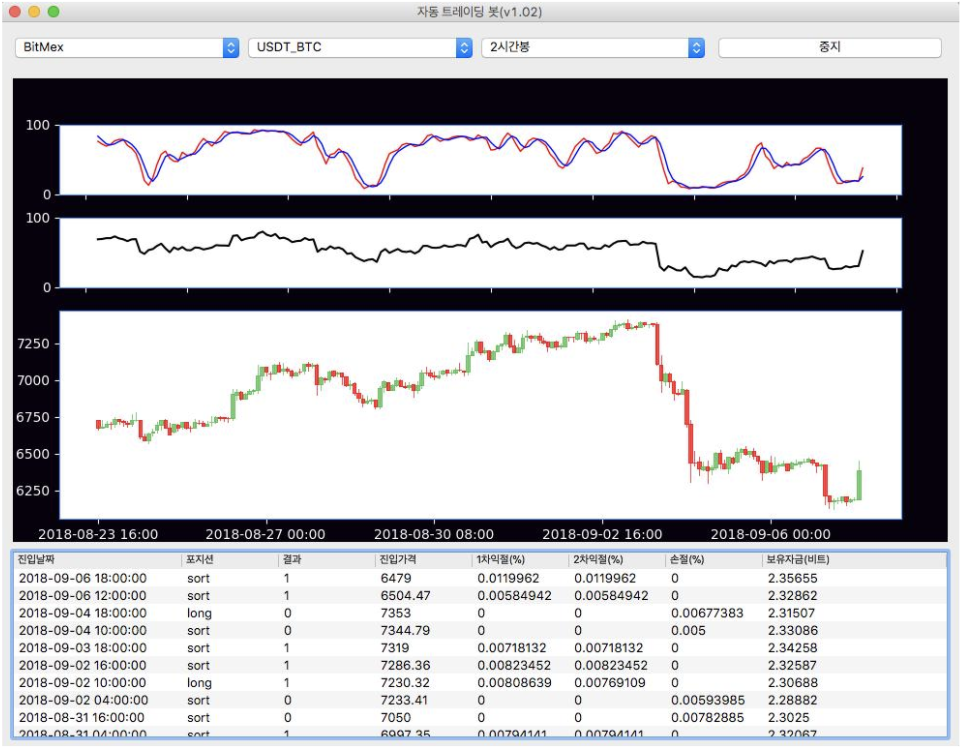 자동 트레이딩 봇(v1.02)
BitMex USDT_BTC 2시간봉 중지
100
0
100
0
7250
7000
6750
6500
6250
2018-08-23 16:00 2018-08-27 00:00 2018-08-30 08:00 2018-09-02 16:00 2018-09-06 00:00
진입날짜 포지션 결과 진입가격 1차익절(%) 2차익절(%) 손절(%) 보유자금(비트)
2018-09-06 18:00:00 sort 1 6479 0.0119962 0.0119962 0 2.35655
2018-09-06 12:00:00 sort 1 6504.47 0.00584942 0.00584942 0 2.32862
2018-09-04 18:00:00 long 0 7353 0 0 0.00677383 2.31507
2018-09-04 10:00:00 sort 0 7344.79 0 0 0.005 2.33086
2018-09-03 18:00:00 sort 1 7319 0.00718132 0.00718132 0 2.34258
2018-09-02 16:00:00 sort 1 7286.36 0.00823452 0.00823452 0 2.32587
2018-09-02 10:00:00 long 1 7230.32 0.00808639 0.00769109 0 2.30688
2018-09-02 04:00:00 sort 0 7233.41 0 0 0.00593985 2.28882
2018-08-31 16:00:00 sort 0 7050 0 0 0.00782885 2.3025
2018-08-31 04:00:00 sort 1 6997.35 0.00794141 0.00794141 0 2.32067